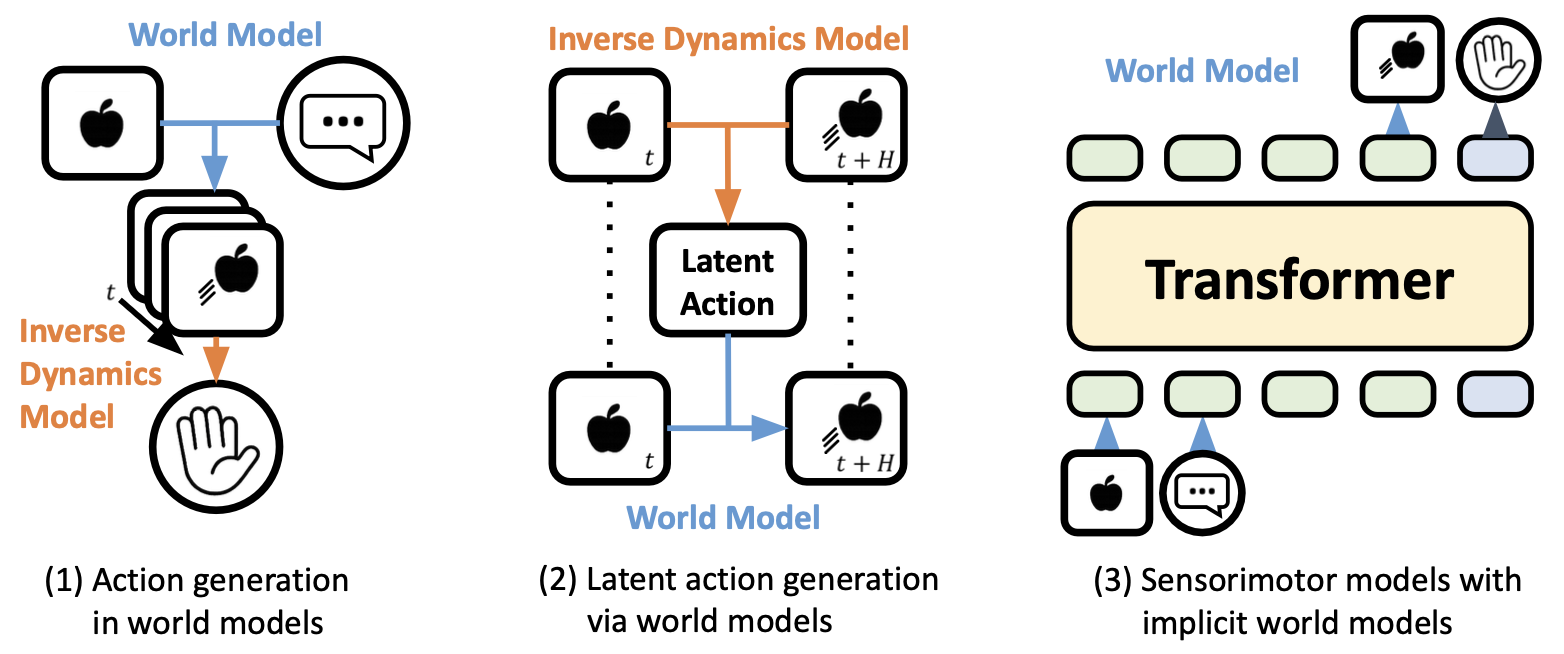 World Model
t
Inverse
Dynamics
Model
(1) Action generation
in world models
Inverse Dynamics Model
t
t + H
Latent
Action
t
t + H
World Model
(2) Latent action generation
via world models
World Model
Transformer
(3) Sensorimotor models with
implicit world models